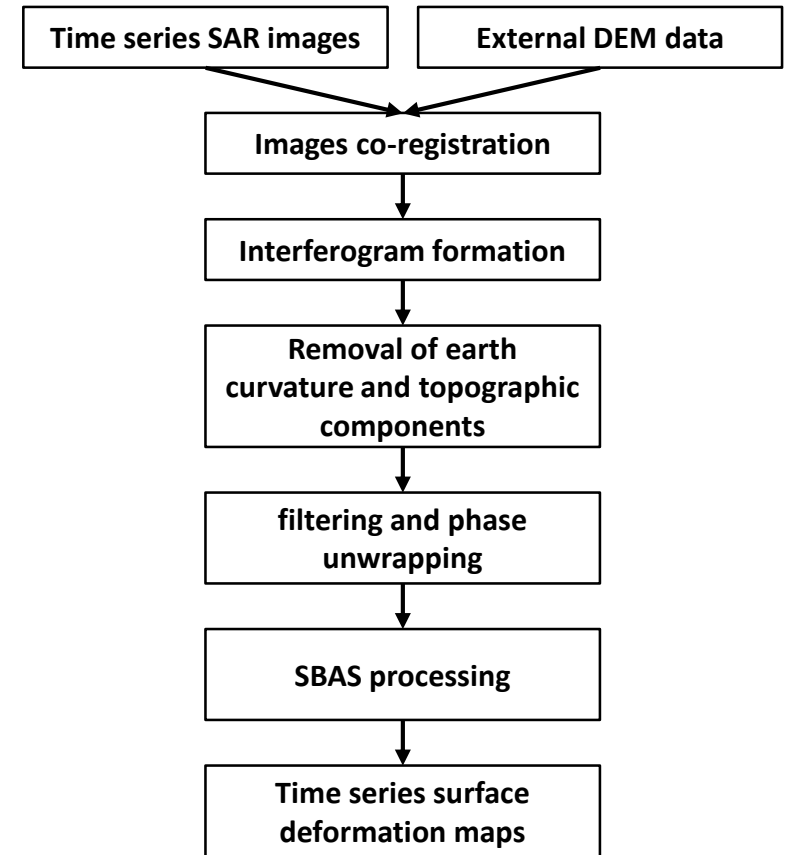 Time series SAR images
External DEM data
Images co-registration
Interferogram formation
Removal of earth
curvature and topographic
components
filtering and phase
unwrapping
SBAS processing
Time series surface
deformation maps